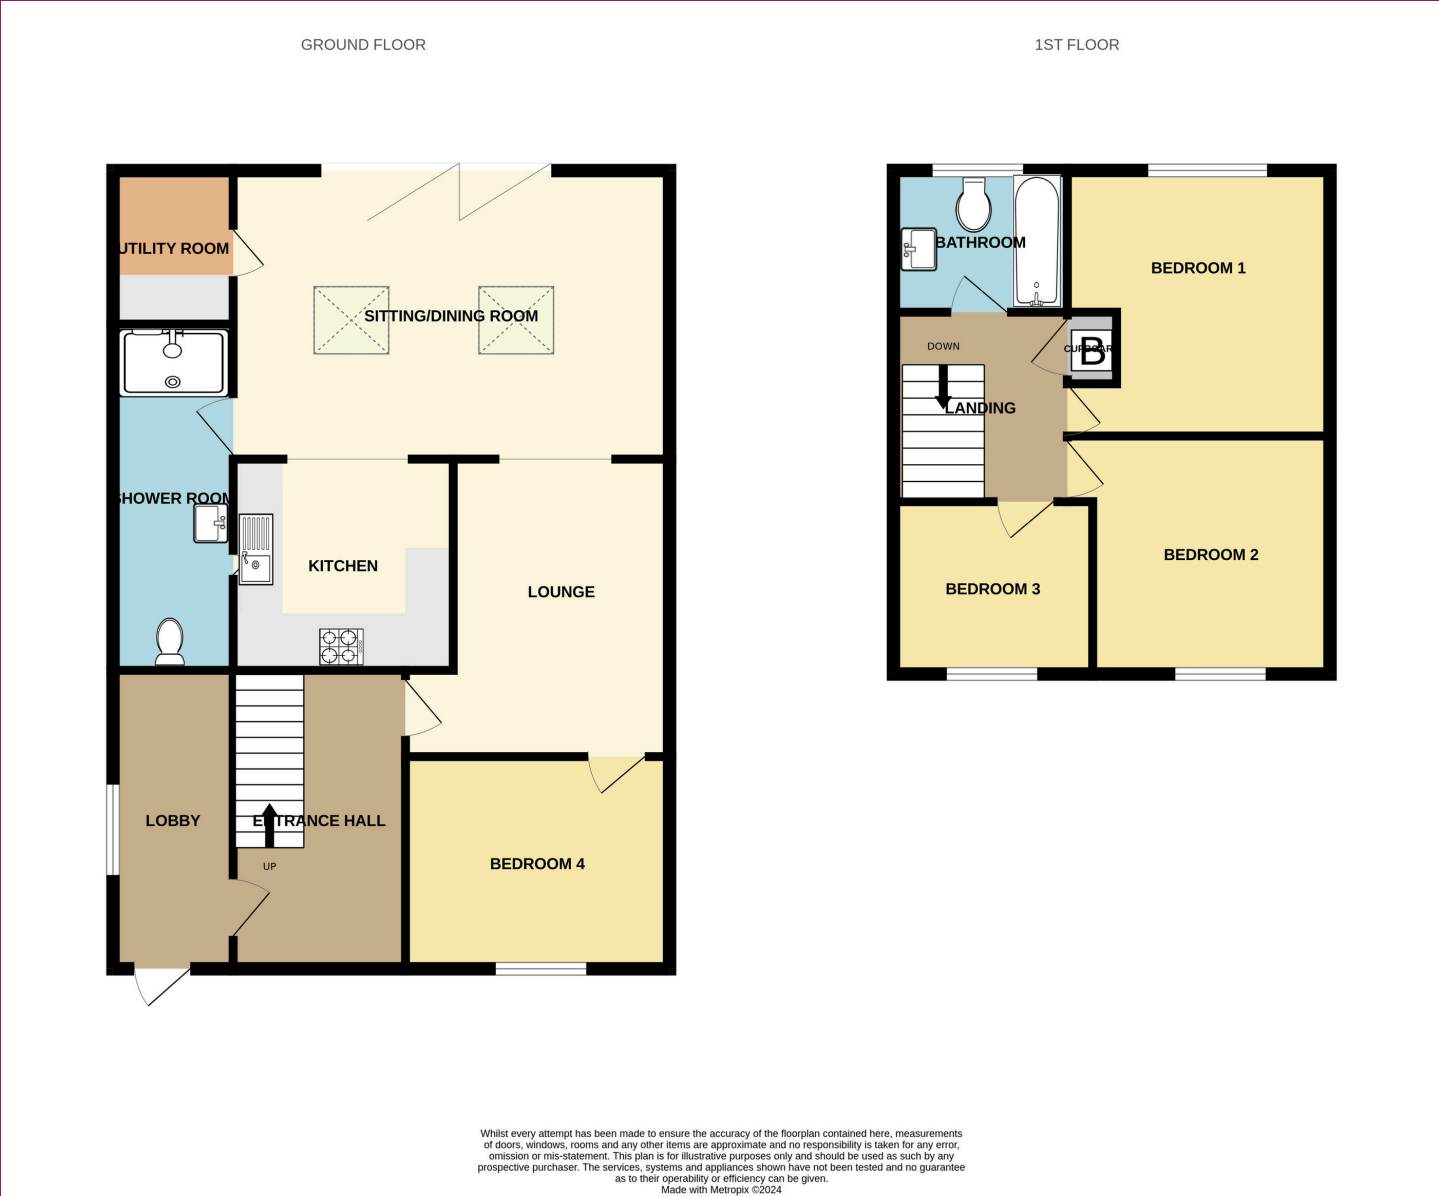 GROUND FLOOR
1ST FLOOR
UTILITY ROOM
SITTING/DINING ROOM
SHOWER ROOM
KITCHEN
LOUNGE
LOBBY
ENTRANCE HALL
UP
BEDROOM 4
BATHROOM
BEDROOM 1
DOWN
CUPBOARD
B
LANDING
BEDROOM 2
BEDROOM 3
Whilst every attempt has been made to ensure the accuracy of the floorplan contained here, measurements
of doors, windows, rooms and any other items are approximate and no responsibility is taken for any error,
omission or mis-statement. This plan is for illustrative purposes only and should be used as such by any
prospective purchaser. The services, systems and appliances shown have not been tested and no guarantee
as to their operability or efficiency can be given.
Made with Metropix ©2024